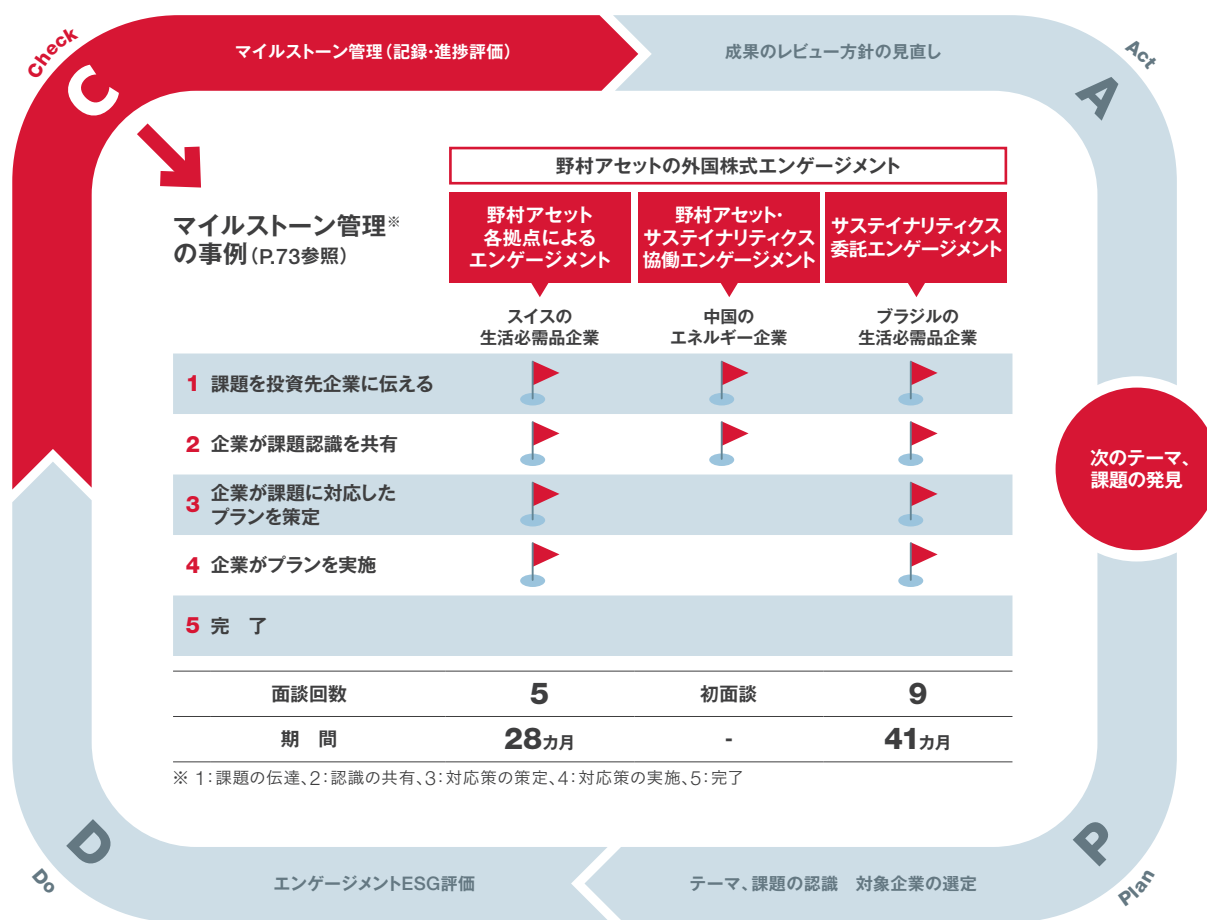 Check
C
マイルストーン管理(記録・進捗評価)
成果のレビュー方針の見直し
Act
A
マイルストーン管理※
の事例(P.73参照)
野村アセットの外国株式エンゲージメント
野村アセット
各拠点による
エンゲージメント
野村アセット・
サステイナリティクス
協働エンゲージメント
サステイナリティクス
委託エンゲージメント
スイスの
生活必需品企業
中国の
エネルギー企業
ブラジルの
生活必需品企業
1 課題を投資先企業に伝える
2 企業が課題認識を共有
3 企業が課題に対応した
プランを策定
4 企業がプランを実施
5 完 了
面談回数 5 初面談 9
期 間 28カ月 - 41カ月
※ 1:課題の伝達、2:認識の共有、3:対応策の策定、4:対応策の実施、5:完了
次のテーマ、
課題の発見
D
Do
エンゲージメントESG評価
テーマ、課題の認識 対象企業の選定
P
Plan